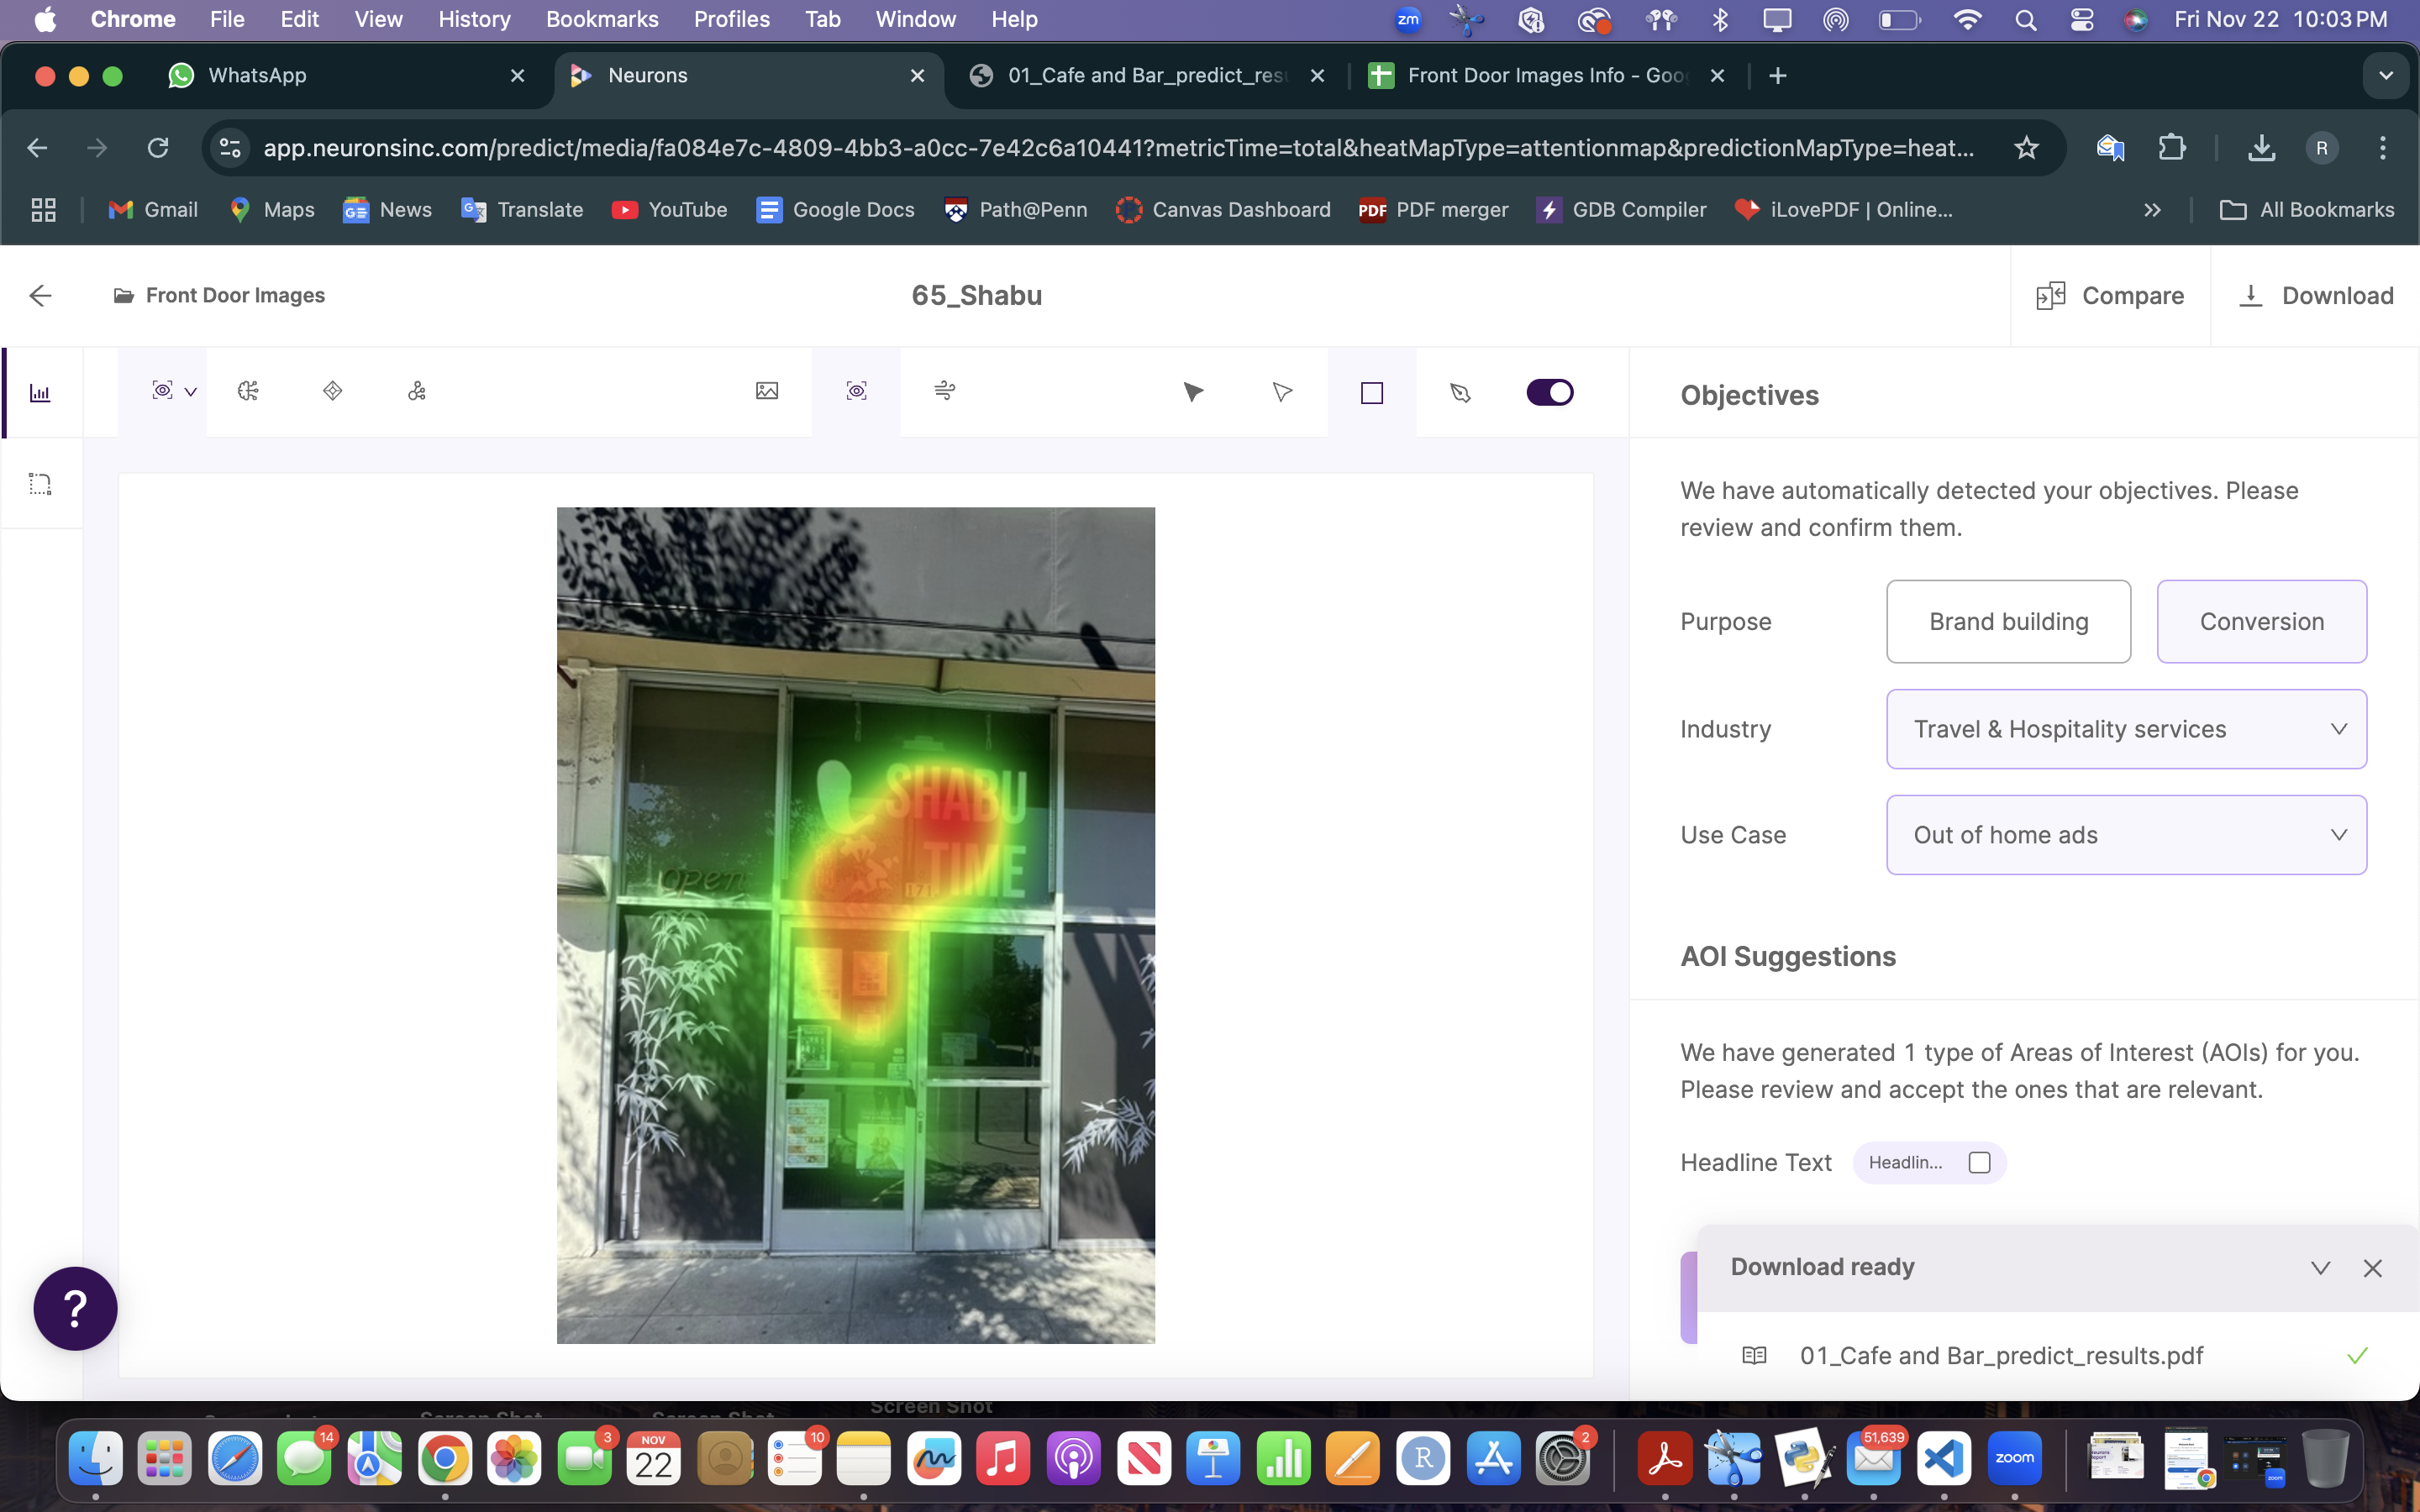 Chrome File Edit View History Bookmarks Profiles Tab Window Help
zm
Fri Nov 22 10:03 PM
WhatsApp
Neurons
01_Cafe and Bar_predict_resu
Front Door Images Info - Goo
app.neuronsinc.com/predict/media/fa084e7c-4809-4bb3-a0cc-7e42c6a10441?metricTime=total&heatMapType=attentionmap&predictionMapType=heat...
R
Gmail
Maps
News
Translate
YouTube
Google Docs
Path@Penn
Canvas Dashboard
PDF
PDF merger
GDB Compiler
iLovePDF | Online...
All Bookmarks
Front Door Images
65_Shabu
Compare
Download
Objectives
We have automatically detected your objectives. Please
review and confirm them.
Purpose
Brand building
Conversion
Industry
Travel & Hospitality services
Use Case
Out of home ads
SHABU
TIME
171
open
AOI Suggestions
We have generated 1 type of Areas of Interest (AOIs) for you.
Please review and accept the ones that are relevant.
Headline Text
Headlin...
Download ready
01_Cafe and Bar_predict_results.pdf
?
Screen Shot
14
3
NOV
22
10
R
2
51,639
zoom